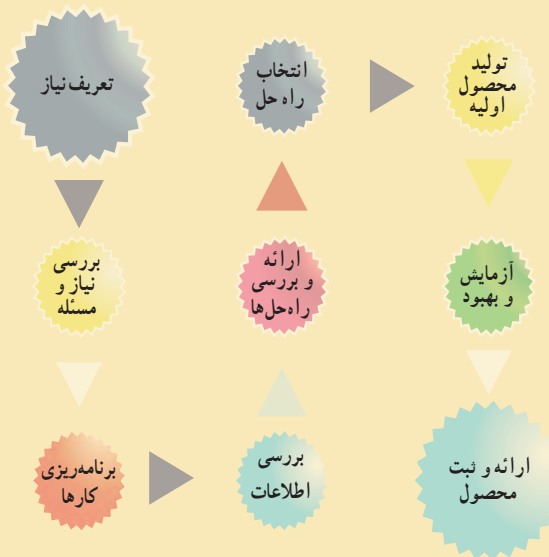 تعریف نیاز
بررسی
نیاز و
مسئله
برنامه‌ریزی
کارها
بررسی
اطلاعات
ارائه
و بررسی
راه‌حل‌ها
انتخاب
راه حل
تولید
محصول
اولیه
آزمایش
و بهبود
ارائه و ثبت
محصول